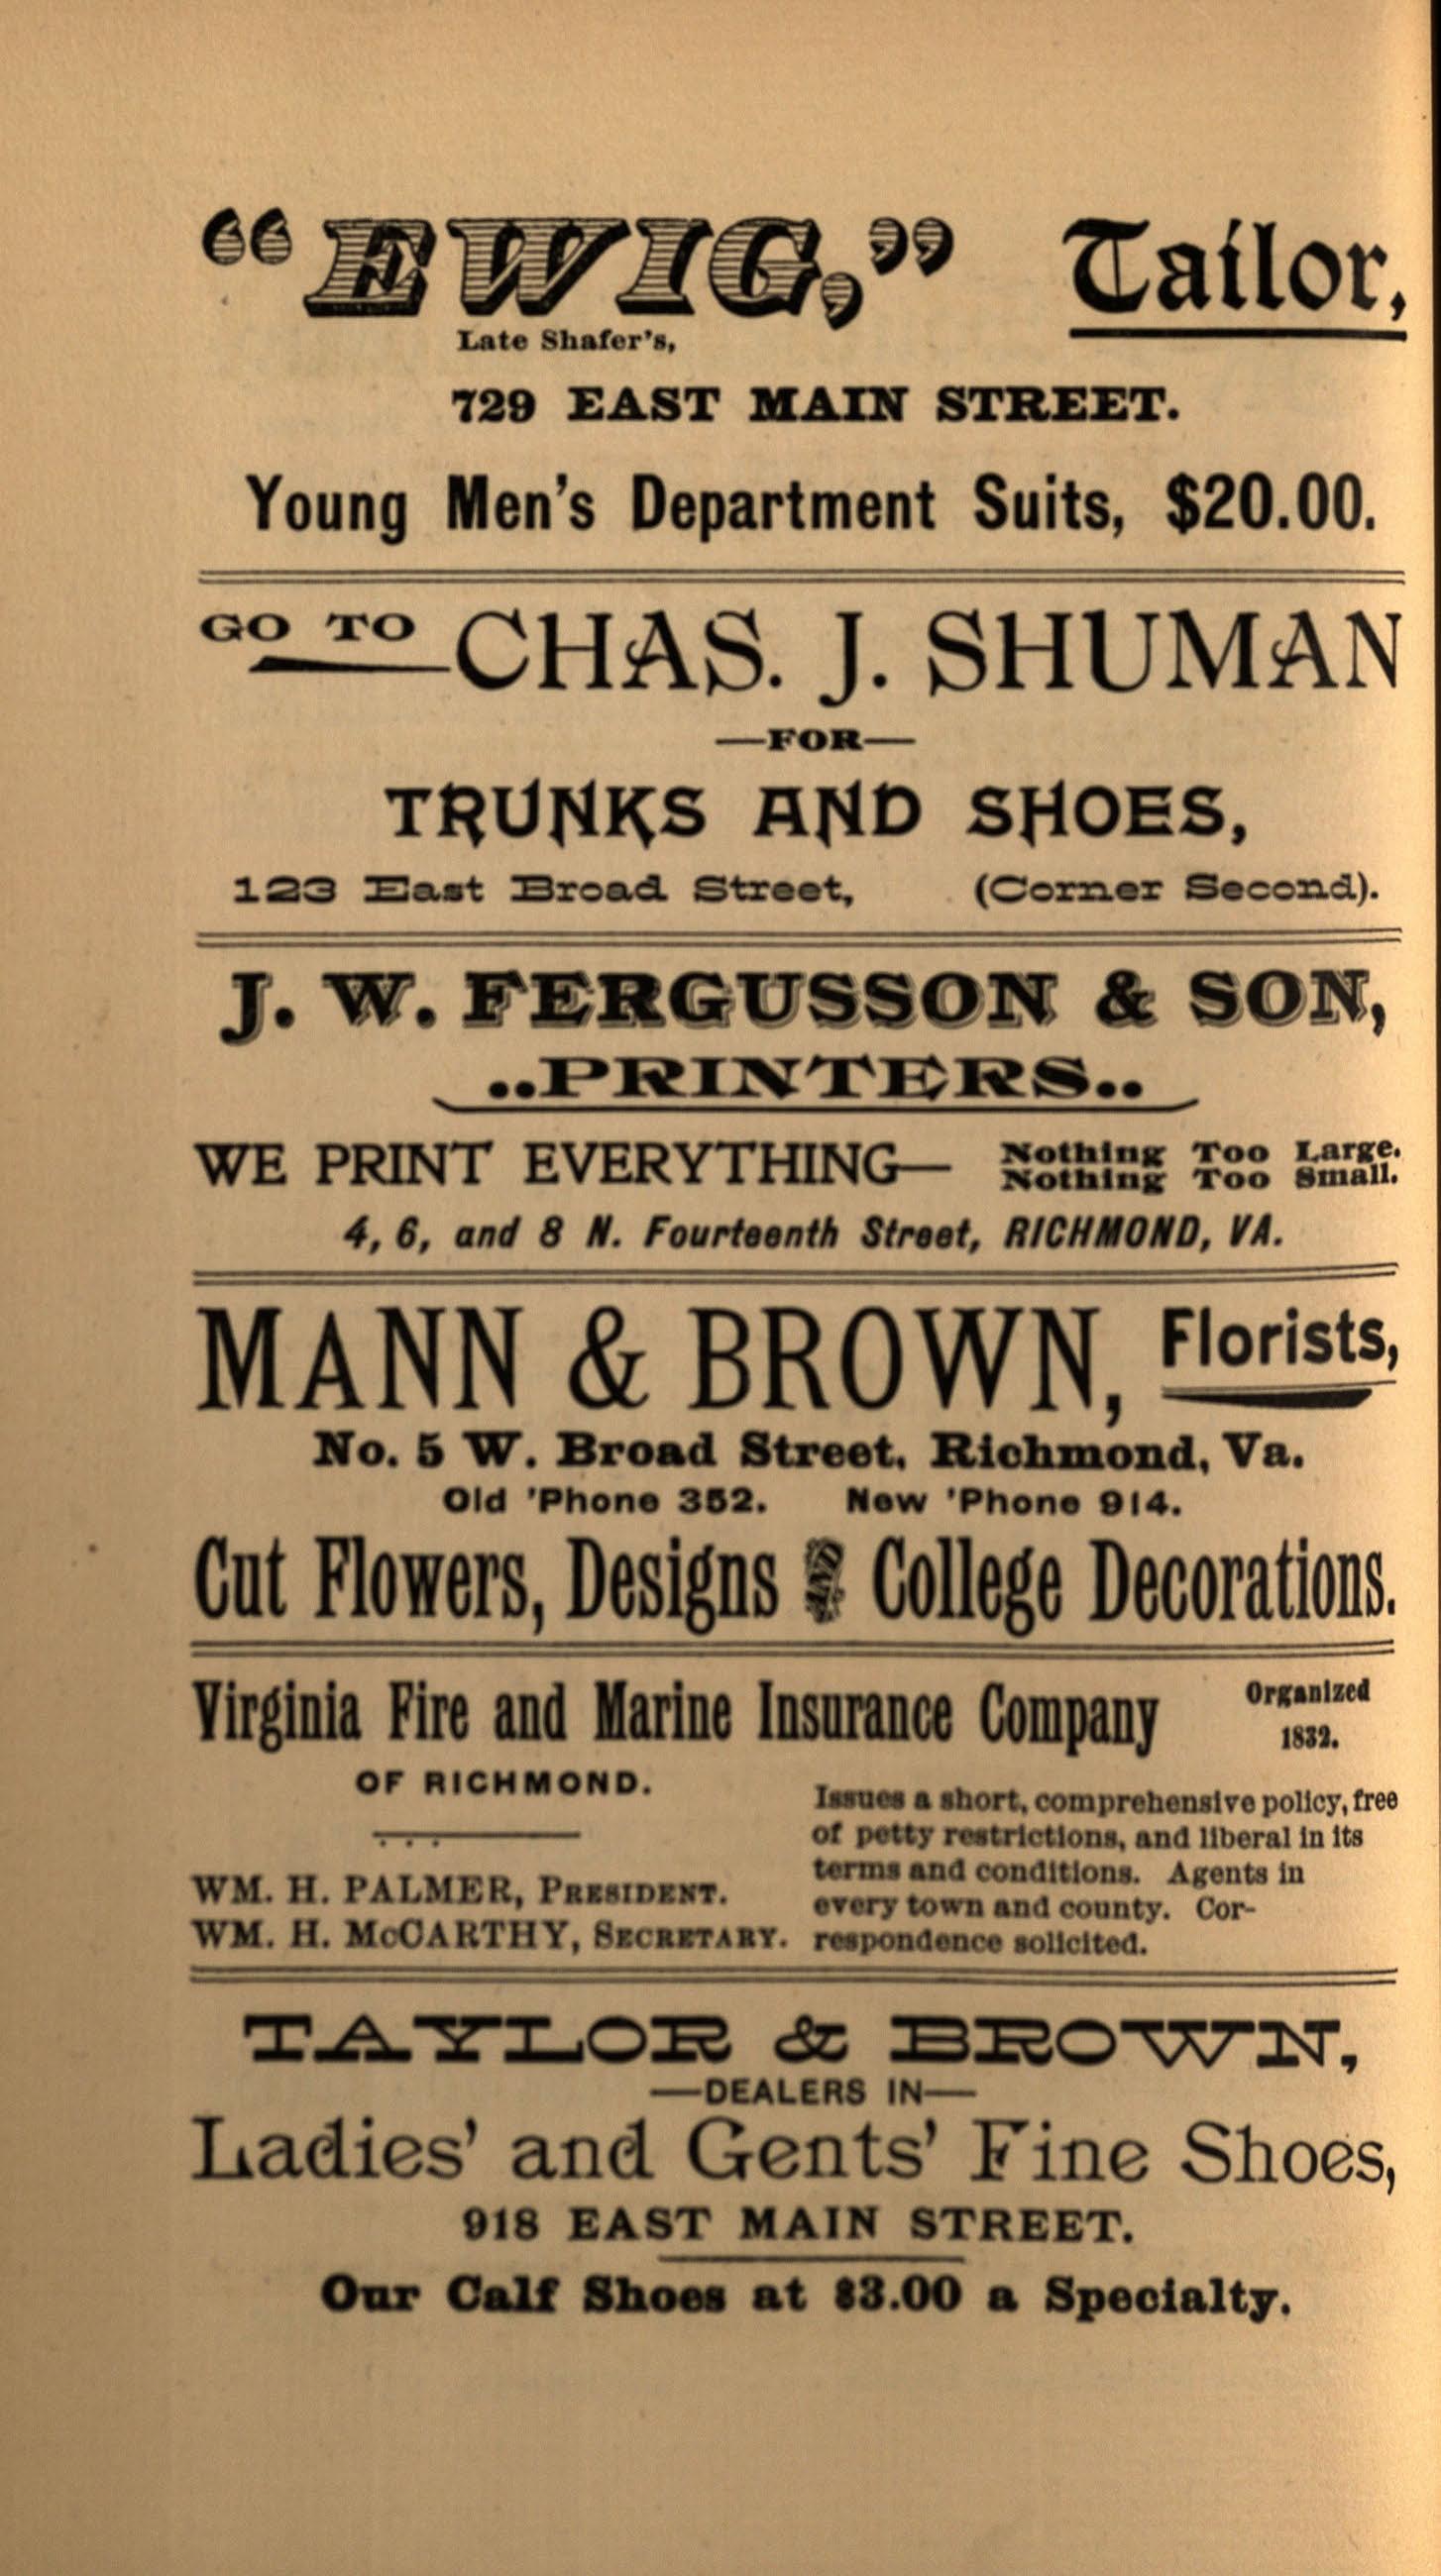 "EWIG," Tailor,
Late Shafer's,
729 EAST MAIN STREET.
Young Men's Department Suits, $20.00.
GO TO CHAS. J. SHUMAN
—FOR—
TRUNKS AND SHOES,
123 East Broad Street, (Corner Second).
J. W. FERGUSSON & SON,
..PRINTERS..
WE PRINT EVERYTHING— Nothing Too Large.
Nothing Too Small.
4, 6, and 8 N. Fourteenth Street, RICHMOND, VA.
MANN & BROWN, Florists,
No. 5 W. Broad Street, Richmond, Va.
Old 'Phone 352. New 'Phone 914.
Cut Flowers, Designs AND College Decorations.
Virginia Fire and Marine Insurance Company
OF RICHMOND.
Organized
1832.
WM. H. PALMER, PRESIDENT.
WM. H. McCARTHY, SECRETARY.
Issues a short, comprehensive policy, free
of petty restrictions, and liberal in its
terms and conditions. Agents in
every town and county. Cor-
respondence solicited.
TAYLOR & BROWN,
—DEALERS IN—
Ladies' and Gents' Fine Shoes,
918 EAST MAIN STREET.
Our Calf Shoes at $3.00 a Specialty.